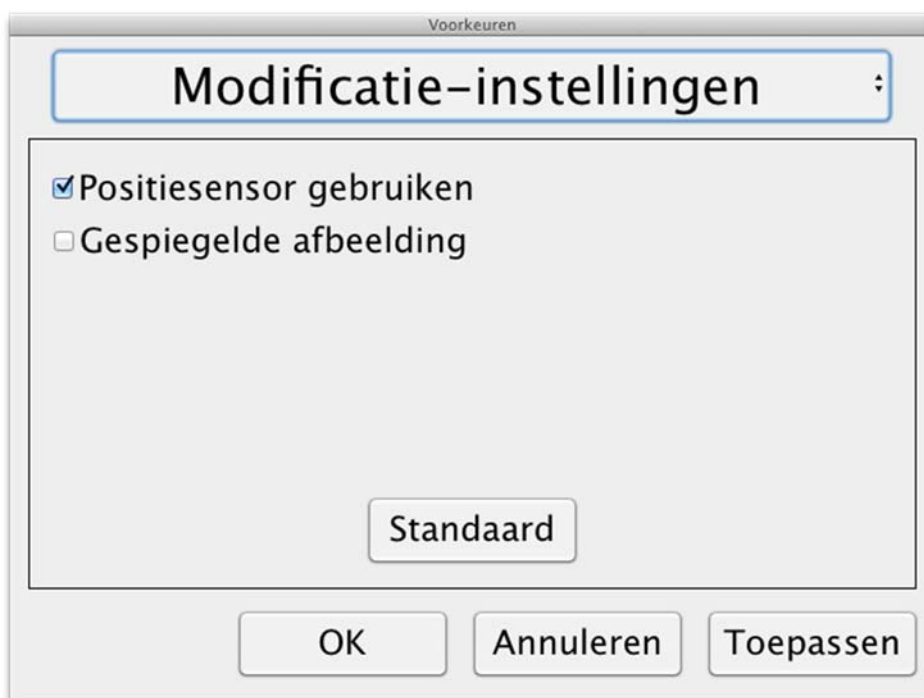 Voorkeuren
Modificatie-instellingen
Positiesensor gebruiken
Gespiegelde afbeelding
Standaard
OK
Annuleren
Toepassen